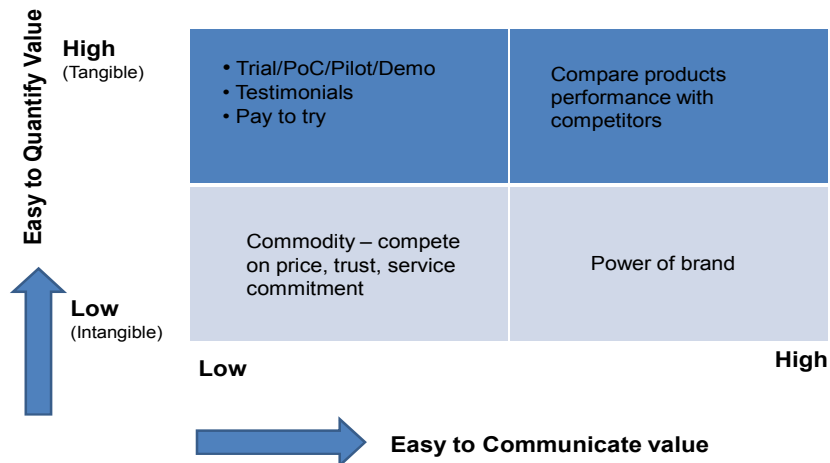 Easy to Quantify Value
High
(Tangible)
• Trial/PoC/Pilot/Demo
• Testimonials
• Pay to try
Compare products
performance with
competitors
Low
(Intangible)
Commodity – compete
on price, trust, service
commitment
Power of brand
Low
High
Easy to Communicate value